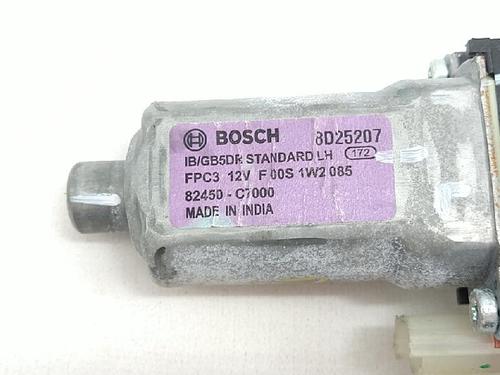 BOSCH 8D25207
IB/GB5DR STANDARD LH 172
FPC3 12V F 00S 1W2 085
82450 - C7000
MADE IN INDIA